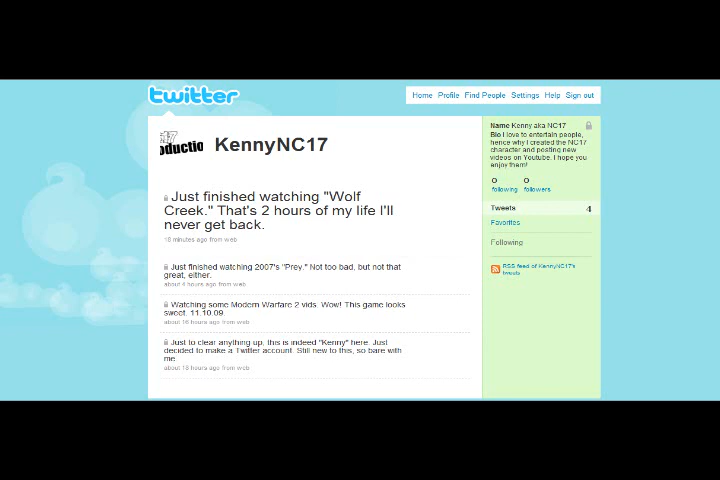 twitter
Home Profile Find People Settings Help Sign out
KennyNC17
Just finished watching "Wolf
Creek." That's 2 hours of my life I'll
never get back.
18 minutes ago from web
Just finished watching 2007's "Prey." Not too bad, but not that
great, either.
about 4 hours ago from web
Watching some Modern Warfare 2 vids. Wow! This game looks
sweet. 11.10.09.
about 16 hours ago from web
Just to clear anything up, this is indeed "Kenny" here. Just
decided to make a Twitter account. Still new to this, so bare with
me.
about 18 hours ago from web
Name Kenny aka NC17
Bio I love to entertain people,
hence why I created the NC17
character and posting new
videos on Youtube. I hope you
enjoy them!
0 0
following followers
Tweets 4
Favorites
Following
RSS feed of KennyNC17's
tweets